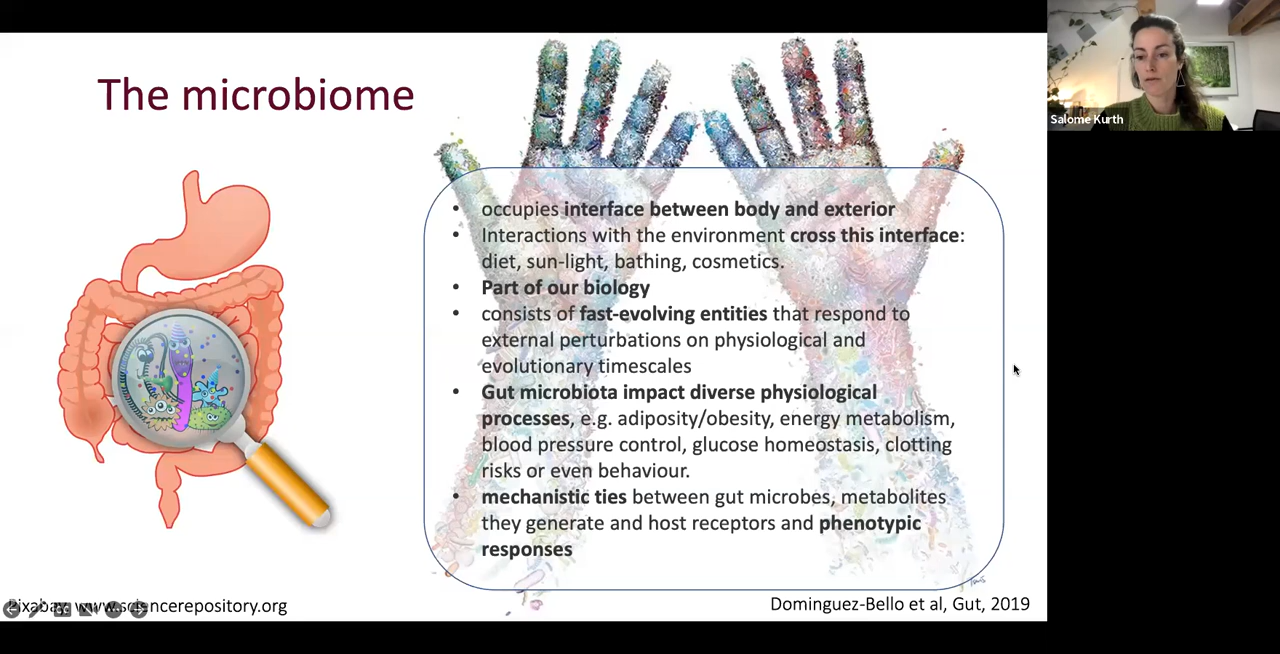 The microbiome
Salome Kurth
• occupies interface between body and exterior
• Interactions with the environment cross this interface:
diet, sun-light, bathing, cosmetics.
• Part of our biology
• consists of fast-evolving entities that respond to
external perturbations on physiological and
evolutionary timescales
• Gut microbiota impact diverse physiological
processes, e.g. adiposity/obesity, energy metabolism,
blood pressure control, glucose homeostasis, clotting
risks or even behaviour.
• mechanistic ties between gut microbes, metabolites
they generate and host receptors and phenotypic
responses
Pixabay, www.sciencerepository.org
Dominguez-Bello et al, Gut, 2019